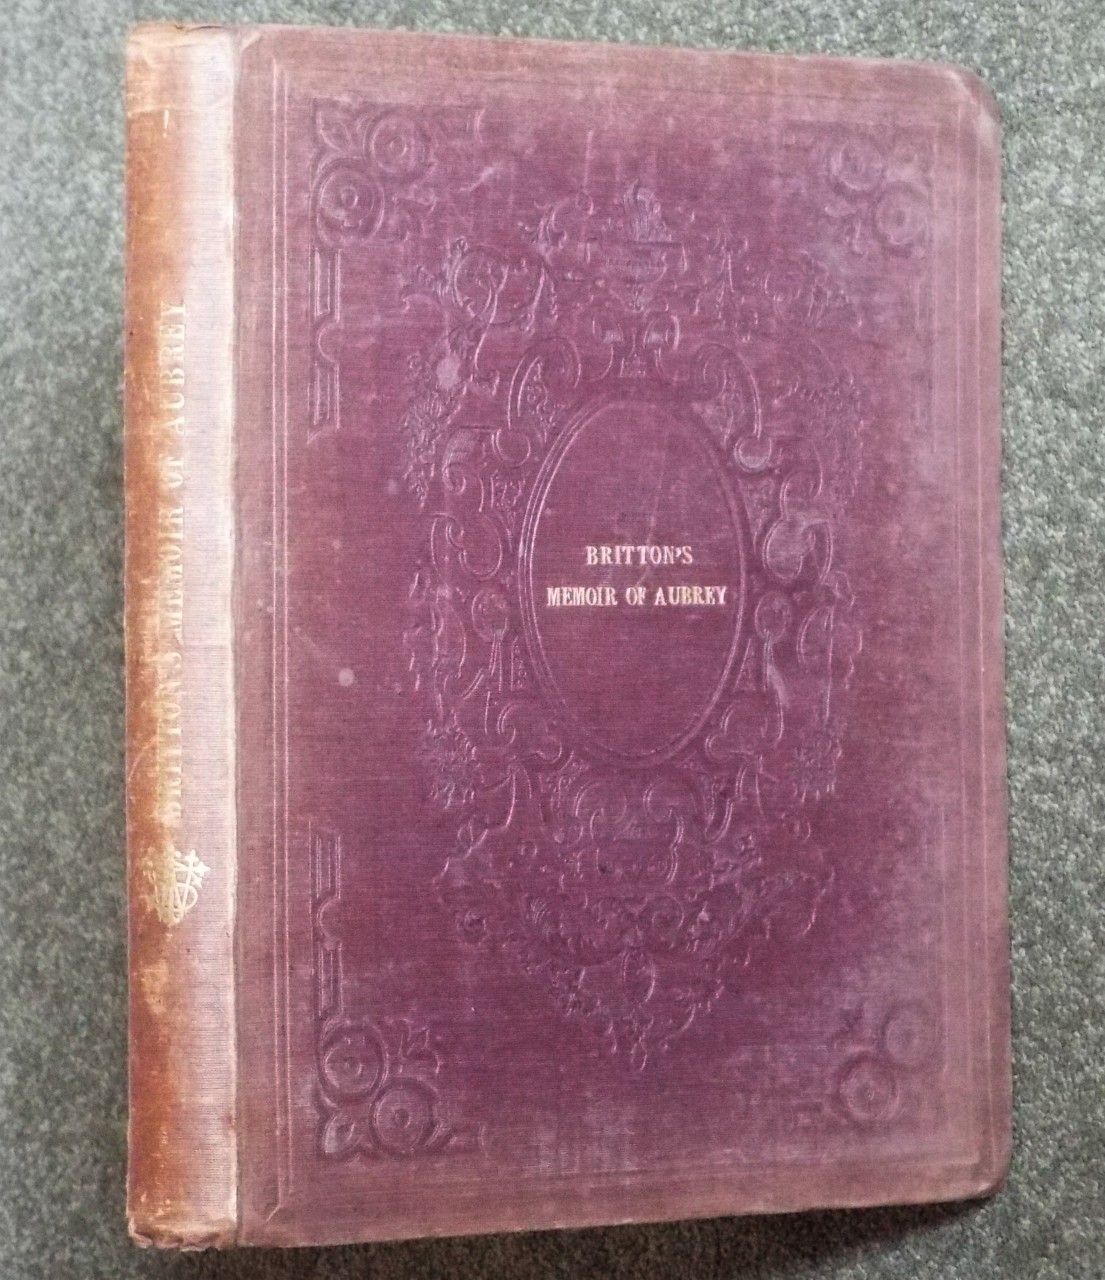 BRITTON'S MEMOIR OF AUBREY
BRITTON'S
MEMOIR OF AUBREY